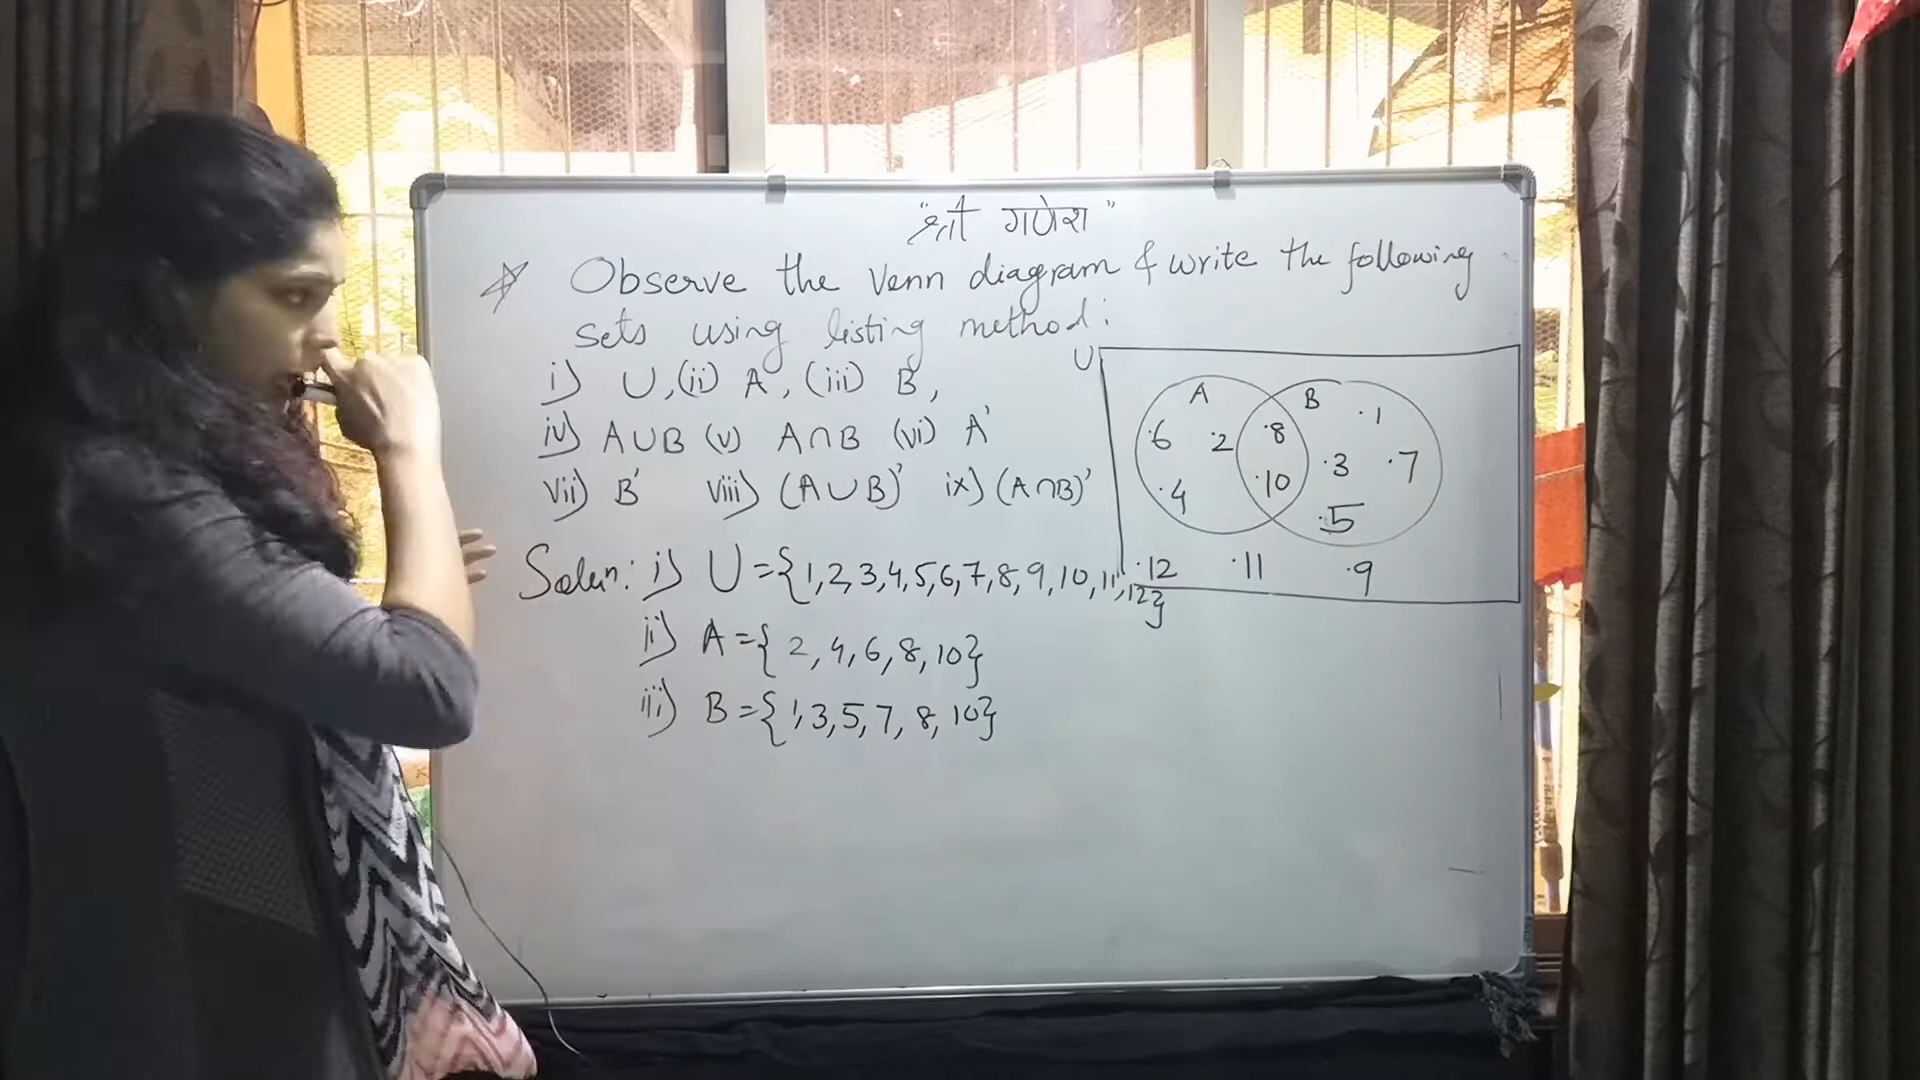 "श्री गणेश"
Observe the Venn diagram & write the following
sets using listing method:
i) U, (ii) A, (iii) B,
iv) A∪B (v) A∩B (vi) A'
vii) B' viii) (A∪B)' ix) (A∩B)'
U
A B .1
.6 .2 .8 .3 .7
.4 .10 .5
.12 .11 .9
Soln: i) U={1,2,3,4,5,6,7,8,9,10,11,12}
ii) A={2,4,6,8,10}
iii) B={1,3,5,7,8,10}